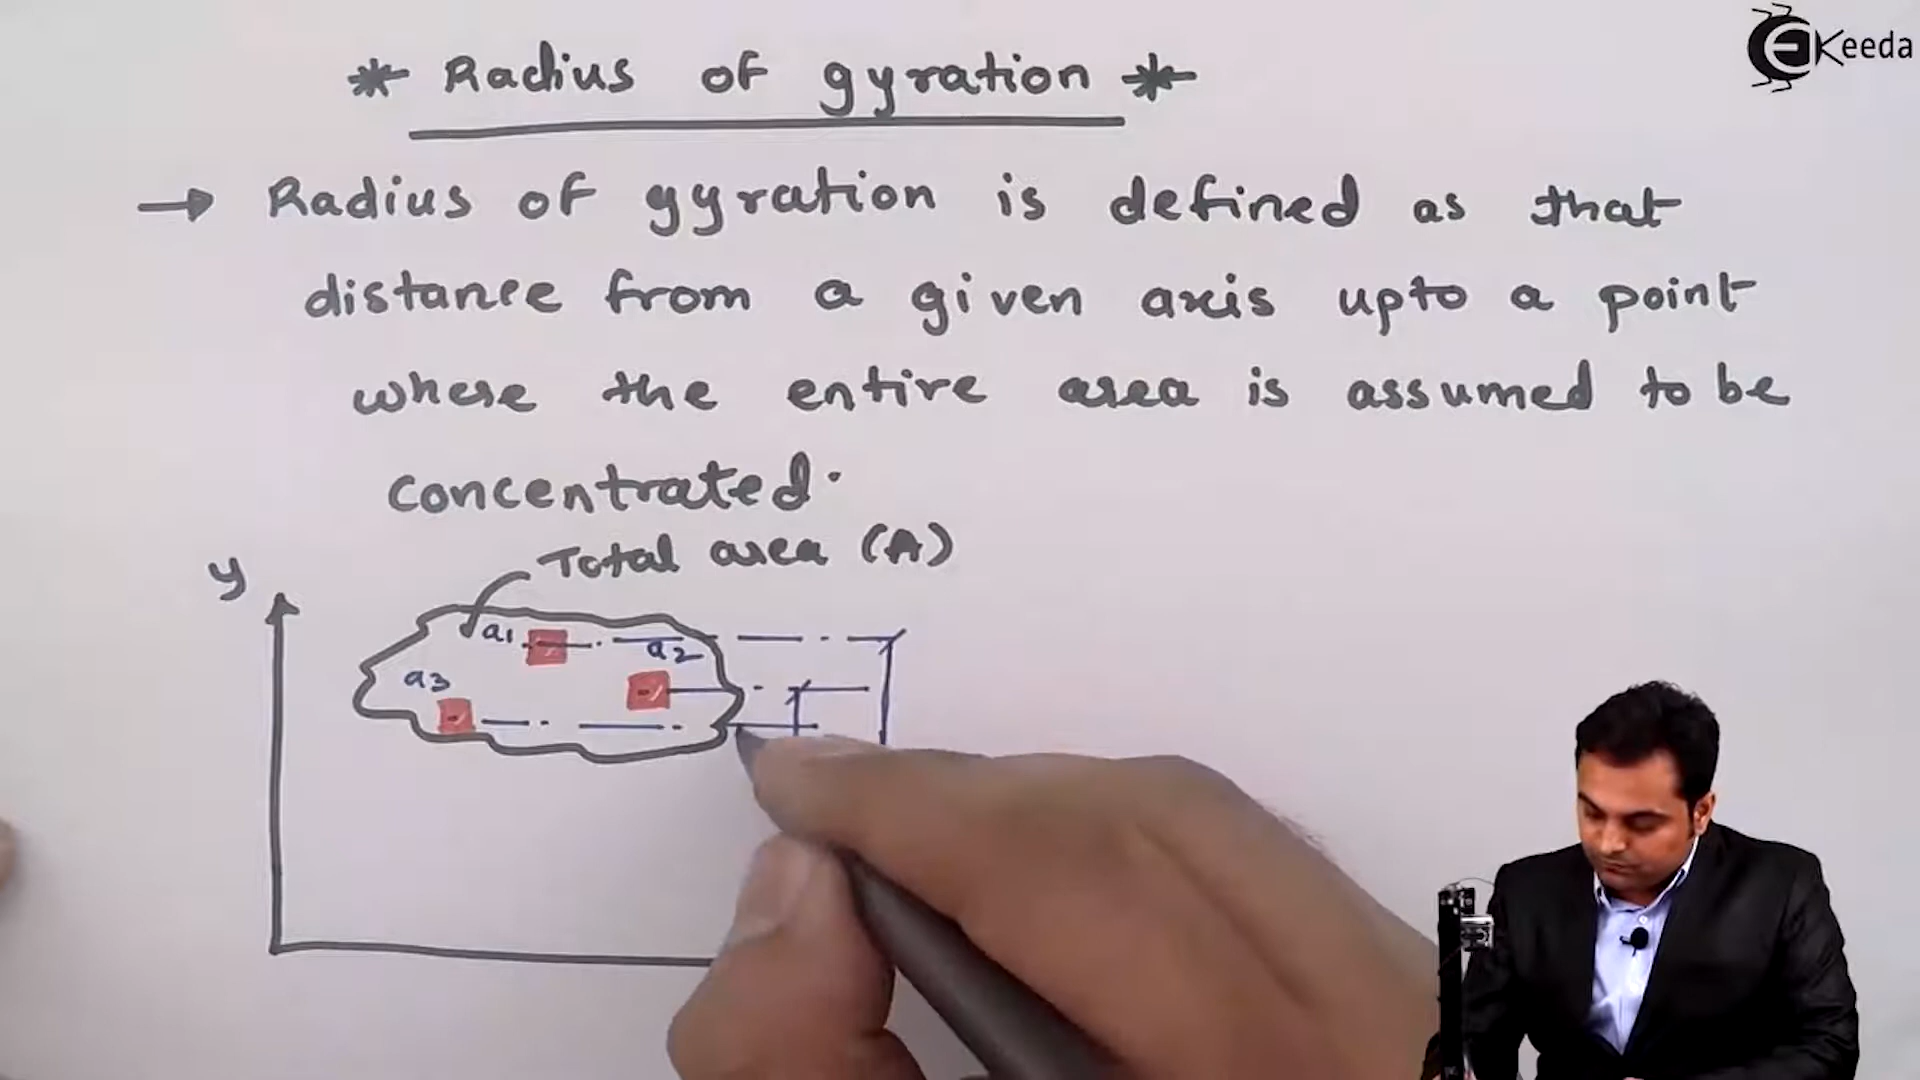 * Radius of gyration *
Ekeeda
→ Radius of gyration is defined as that
distance from a given axis upto a point
where the entire area is assumed to be
concentrated.
Total area (A)
y
a1
a2
a3